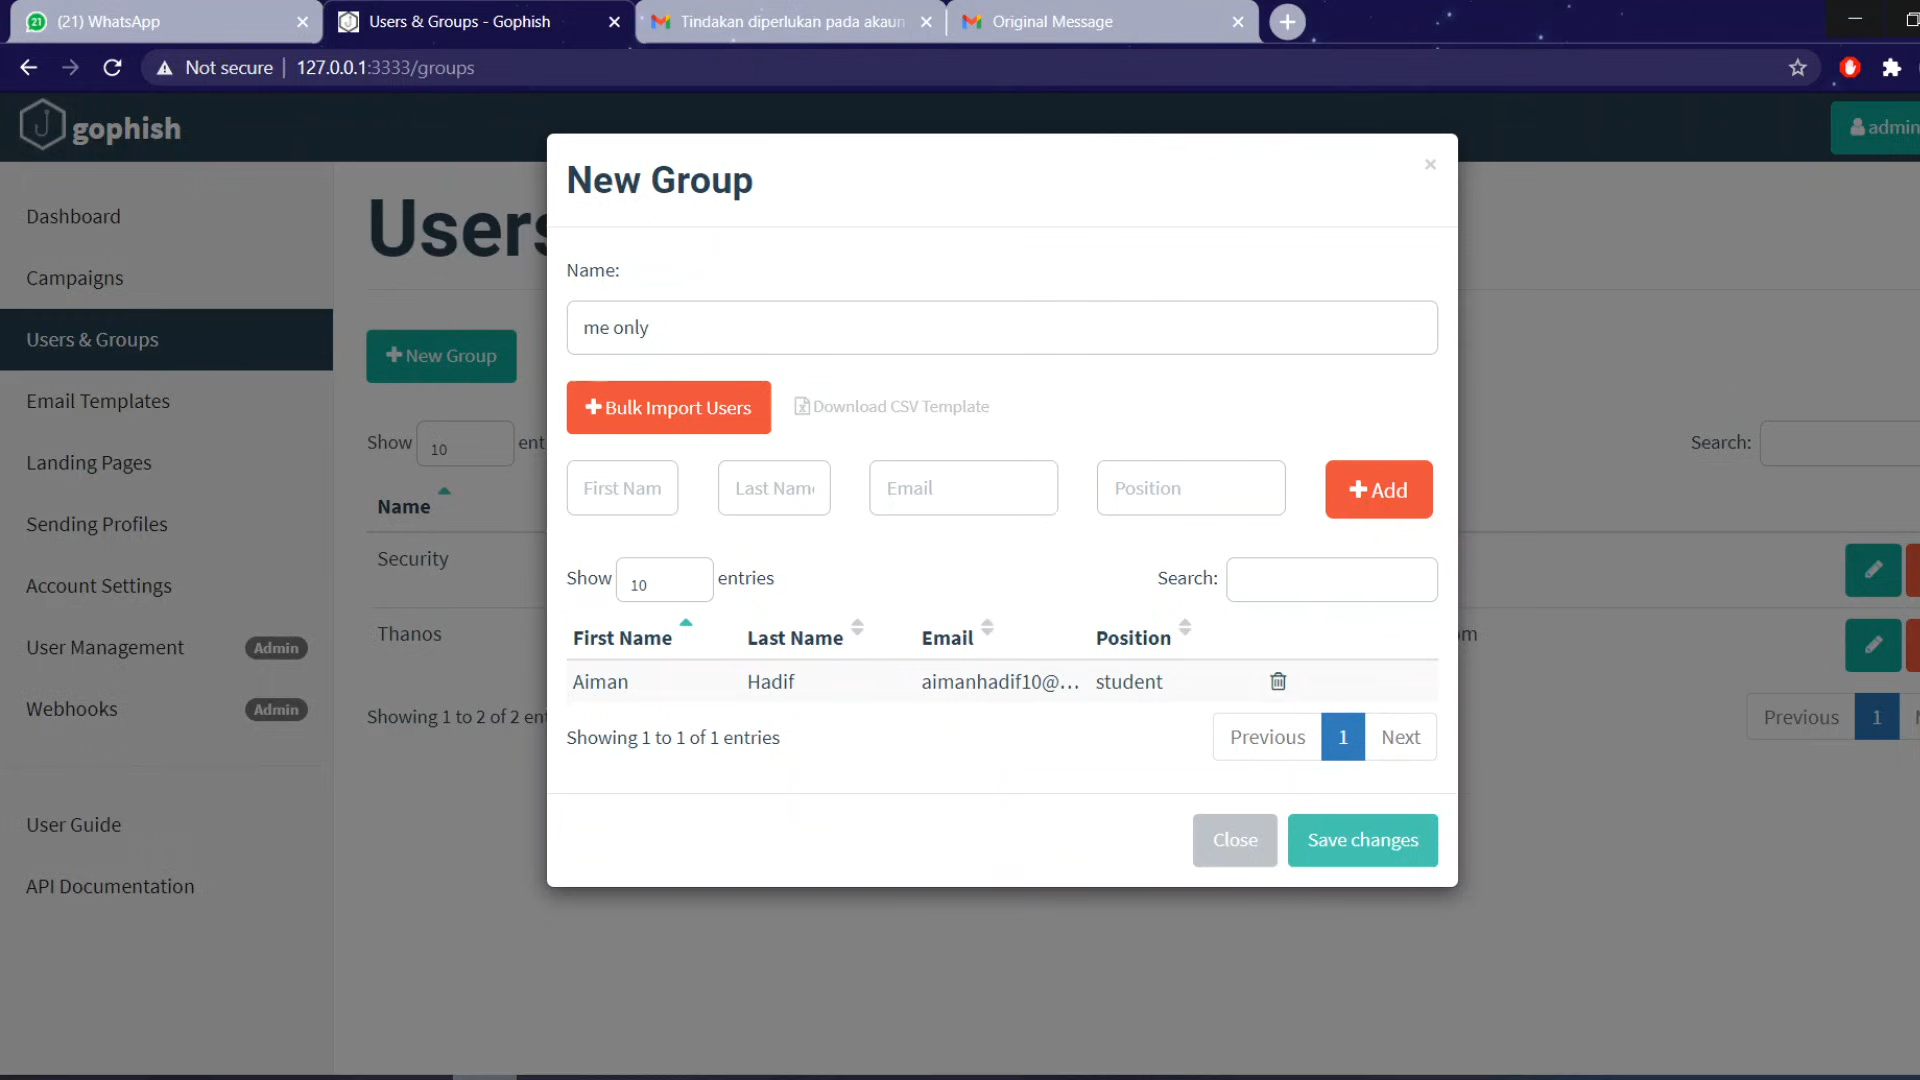 21 (21) WhatsApp
Users & Groups - Gophish
Tindakan diperlukan pada akaun
Original Message
Not secure 127.0.0.1:3333/groups
gophish
admin
Dashboard
Campaigns
Users & Groups
Email Templates
Landing Pages
Sending Profiles
Account Settings
User Management Admin
Webhooks Admin
User Guide
API Documentation
Users
New Group
Show 10 ent
Search:
Name
Security
Thanos
om
Showing 1 to 2 of 2 ent
Previous 1 N
New Group
×
Name:
me only
Bulk Import Users
Download CSV Template
First Nam
Last Name
Email
Position
Add
Show 10 entries
Search:
First Name Last Name Email Position
Aiman Hadif aimanhadif10@... student
Showing 1 to 1 of 1 entries
Previous 1 Next
Close
Save changes